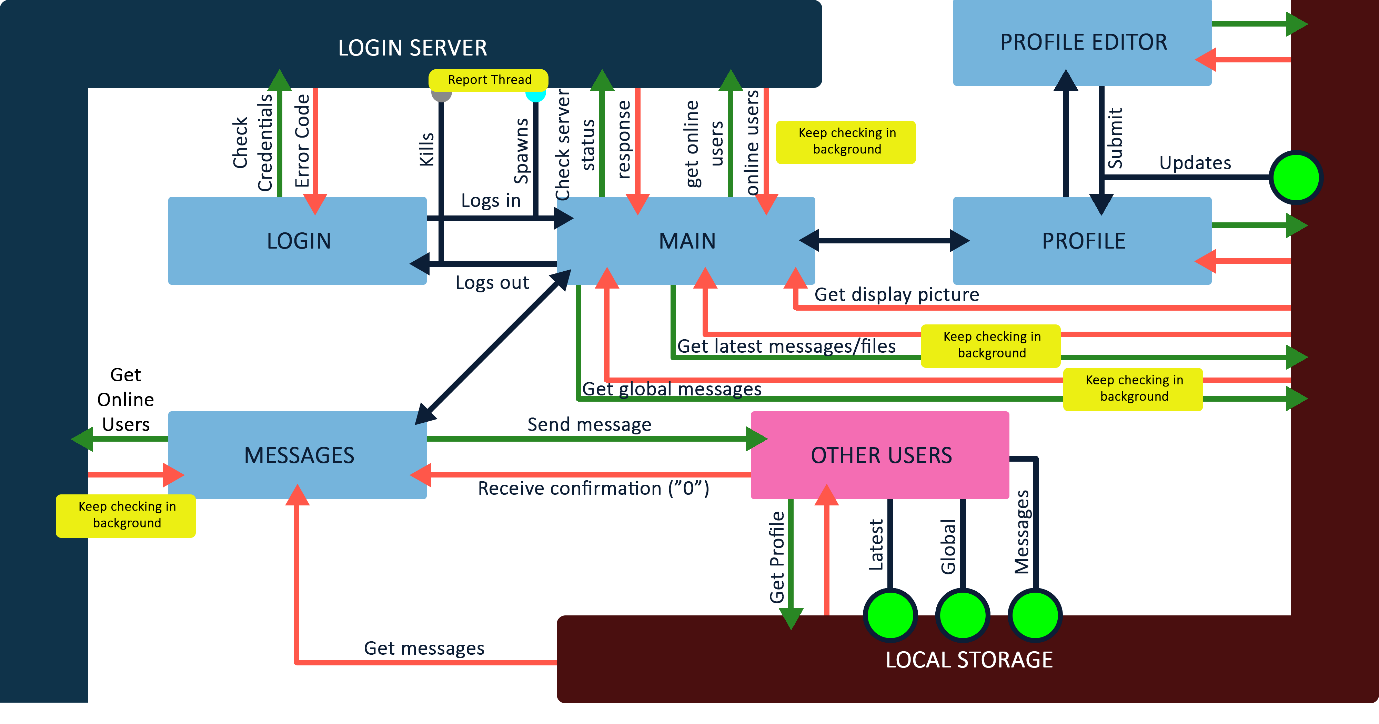 LOGIN SERVER
PROFILE EDITOR
Report Thread
Check
Credentials
Error Code
Kills
Spawns
Check server
status
response
get online
users
online users
Keep checking in
background
Submit
Updates
Logs in
LOGIN
MAIN
PROFILE
Logs out
Get display picture
Get latest messages/files
Keep checking in
background
Get global messages
Keep checking in
background
Get
Online
Users
Send message
MESSAGES
OTHER USERS
Receive confirmation (”0”)
Keep checking in
background
Get Profile
Latest
Global
Messages
Get messages
LOCAL STORAGE